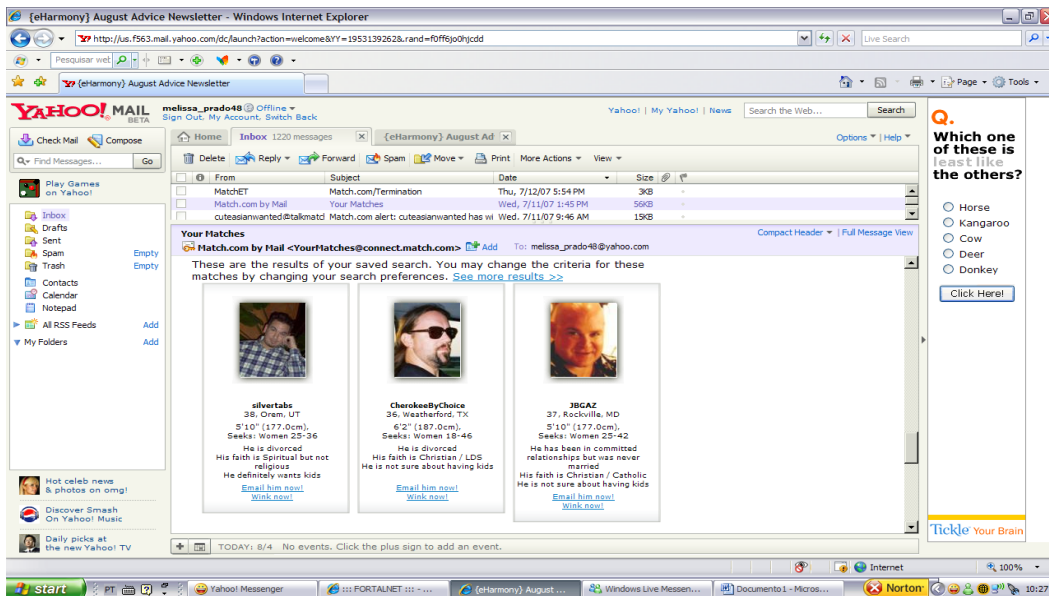 {eHarmony} August Advice Newsletter - Windows Internet Explorer
http://us.f563.mail.yahoo.com/dc/launch?action=welcome&YY=1953139262&.rand=f0ff6jo0hjcdd
Live Search
Pesquisar web
{eHarmony} August Advice Newsletter
Page
Tools
YAHOO! MAIL
BETA
melissa_prado48 Offline
Sign Out, My Account, Switch Back
Yahoo! | My Yahoo! | News
Search the Web...
Search
Check Mail
Compose
Home
Inbox 1220 messages
{eHarmony} August Ad
Options | Help
Find Messages...
Go
Delete
Reply
Forward
Spam
Move
Print
More Actions
View
Play Games
on Yahoo!
From
Subject
Date
Size
MatchET
Match.com/Termination
Thu, 7/12/07 5:54 PM
3KB
Match.com by Mail
Your Matches
Wed, 7/11/07 1:45 PM
56KB
cuteasianwanted@talkmatc
Match.com alert: cuteasianwanted has wi
Wed, 7/11/07 9:46 AM
15KB
Inbox
Drafts
Sent
Spam
Empty
Trash
Empty
Contacts
Calendar
Notepad
All RSS Feeds
Add
My Folders
Add
Hot celeb news
& photos on omg!
Discover Smash
On Yahoo! Music
Daily picks at
the new Yahoo! TV
Your Matches
Compact Header | Full Message View
Match.com by Mail <YourMatches@connect.match.com>
Add
To: melissa_prado48@yahoo.com
These are the results of your saved search. You may change the criteria for these
matches by changing your search preferences. See more results >>
silvertabs
38, Orem, UT
5'10" (177.0cm),
Seeks: Women 25-36
He is divorced
His faith is Spiritual but not
religious
He definitely wants kids
Email him now!
Wink now!
CherokeeByChoice
36, Weatherford, TX
6'2" (187.0cm),
Seeks: Women 18-46
He is divorced
His faith is Christian / LDS
He is not sure about having kids
Email him now!
Wink now!
JBGAZ
37, Rockville, MD
5'10" (177.0cm),
Seeks: Women 25-42
He has been in committed
relationships but was never
married
His faith is Christian / Catholic
He is not sure about having kids
Email him now!
Wink now!
TODAY: 8/4 No events. Click the plus sign to add an event.
Q.
Which one
of these is
least like
the others?
Horse
Kangaroo
Cow
Deer
Donkey
Click Here!
Tickle Your Brain
Internet
100%
start
PT
Yahoo! Messenger
::: FORTALNET ::: - ...
{eHarmony} August ...
Windows Live Messen...
Documento1 - Micros...
Norton
10:27